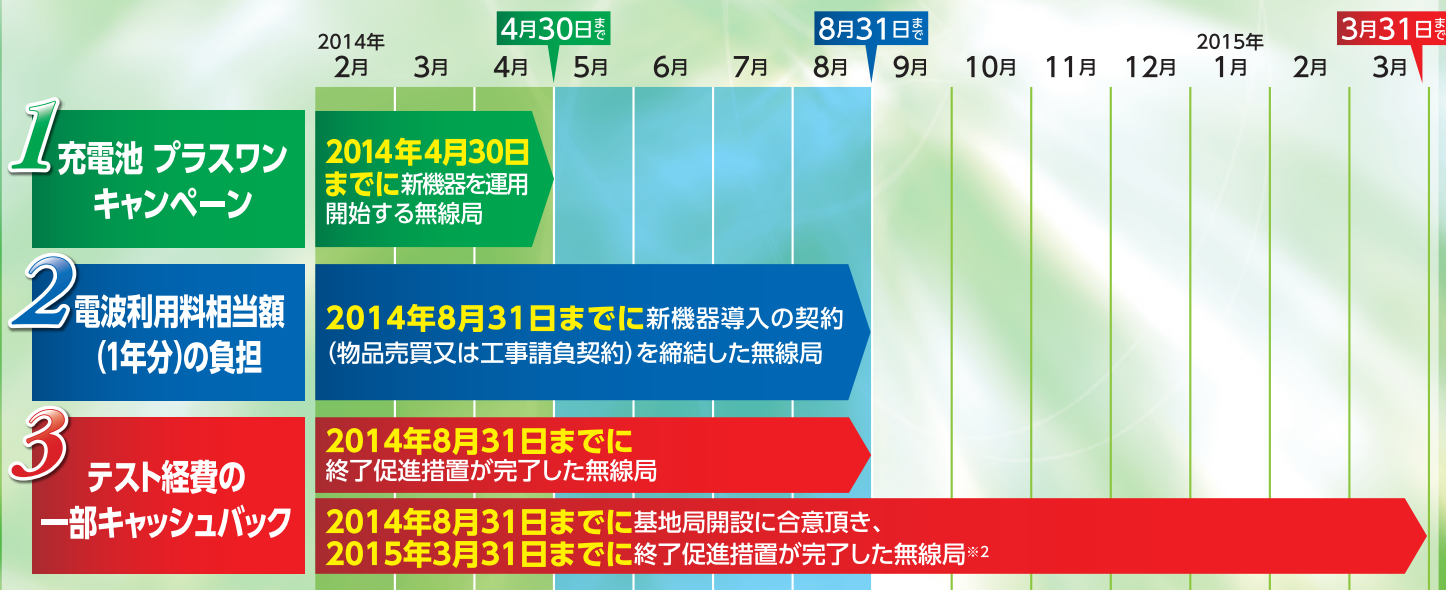 4月30日まで
8月31日まで
3月31日まで
2014年
2015年
2月 3月 4月 5月 6月 7月 8月 9月 10月 11月 12月 1月 2月 3月
1 充電池 プラスワン
キャンペーン
2014年4月30日
までに新機器を運用
開始する無線局
2 電波利用料相当額
(1年分)の負担
2014年8月31日までに新機器導入の契約
(物品売買又は工事請負契約)を締結した無線局
3 テスト経費の
一部キャッシュバック
2014年8月31日までに
終了促進措置が完了した無線局
2014年8月31日までに基地局開設に合意頂き、
2015年3月31日までに終了促進措置が完了した無線局※2